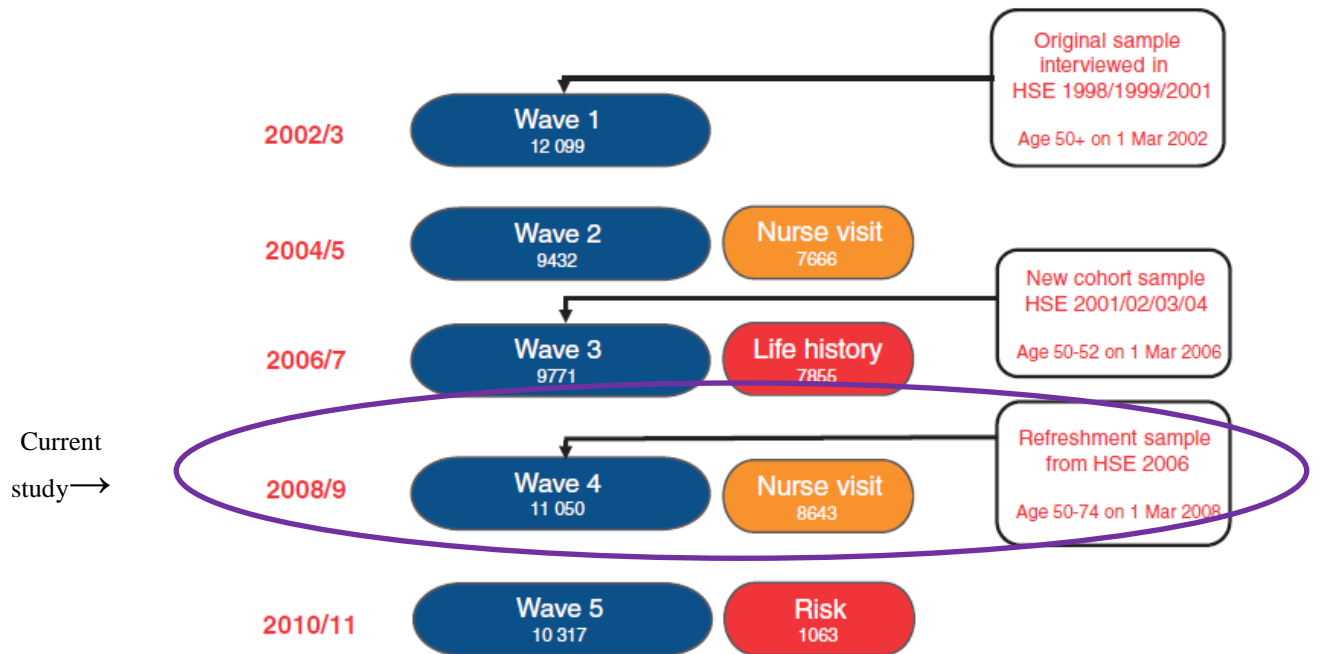 Original sample
interviewed in
HSE 1998/1999/2001
Age 50+ on 1 Mar 2002
2002/3
Wave 1
12 099
2004/5
Wave 2
9432
Nurse visit
7666
New cohort sample
HSE 2001/02/03/04
Age 50-52 on 1 Mar 2006
2006/7
Wave 3
9771
Life history
7855
Current
study→
2008/9
Wave 4
11 050
Nurse visit
8643
Refreshment sample
from HSE 2006
Age 50-74 on 1 Mar 2008
2010/11
Wave 5
10 317
Risk
1063